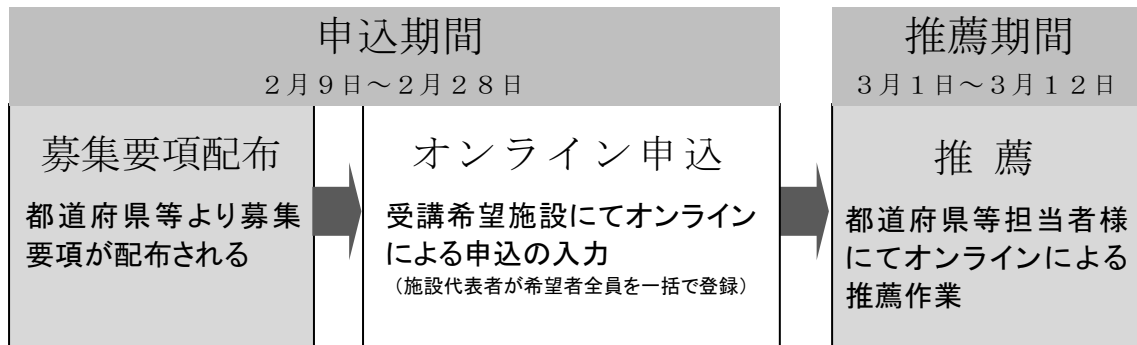 申込期間
２月９日～２月２８日
募集要項配布
都道府県等より募集
要項が配布される
オンライン申込
受講希望施設にてオンライン
による申込の入力
（施設代表者が希望者全員を一括で登録）
推薦期間
３月１日～３月１２日
推 薦
都道府県等担当者様
にてオンラインによる
推薦作業